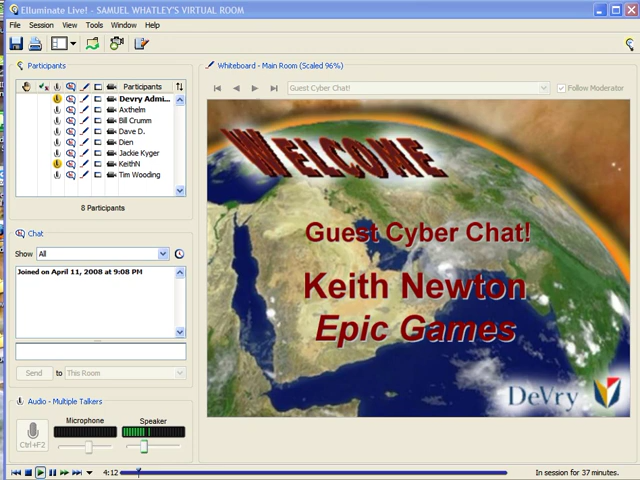 Elluminate Live! - SAMUEL WHATLEY'S VIRTUAL ROOM
File Session View Tools Window Help
Participants
Participants
Devry Admi...
Axthelm
Bill Crumm
Dave D.
Dien
Jackie Kyger
KeithN
Tim Wooding
8 Participants
Chat
Show All
Joined on April 11, 2008 at 9:08 PM
Send to This Room
Audio - Multiple Talkers
Microphone Speaker
Ctrl+F2
Whiteboard - Main Room (Scaled 96%)
Guest Cyber Chat! Follow Moderator
WELCOME
Guest Cyber Chat!
Keith Newton
Epic Games
DeVry
4:12
In session for 37 minutes.